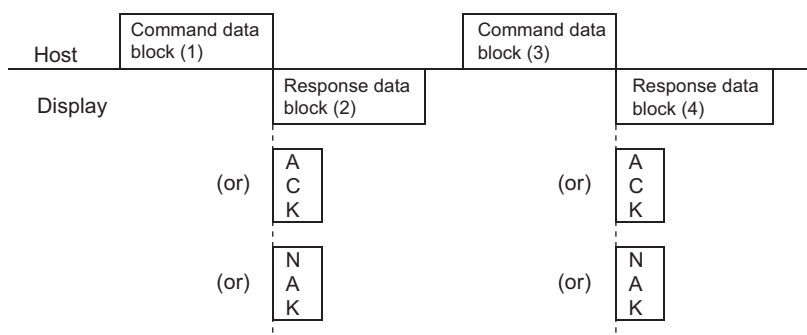 Command data
block (1)
Command data
block (3)
Host
Response data
block (2)
Response data
block (4)
Display
(or)
A
C
K
(or)
A
C
K
(or)
N
A
K
(or)
N
A
K